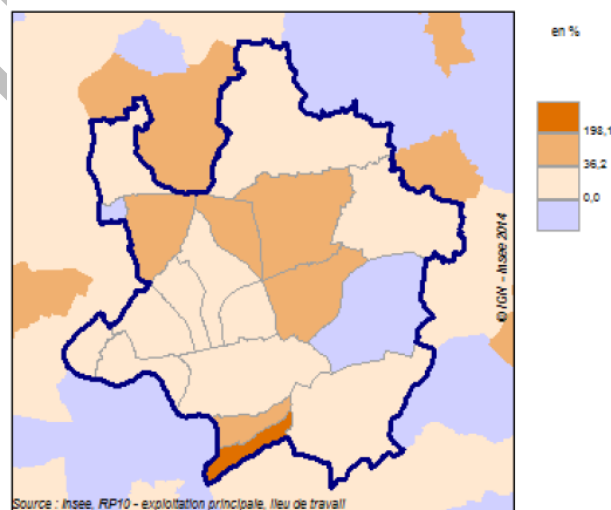 en %
198,1
36,2
0,0
© IGN - Insee 2014
Source : Insee, RP10 - exploitation principale, lieu de travail